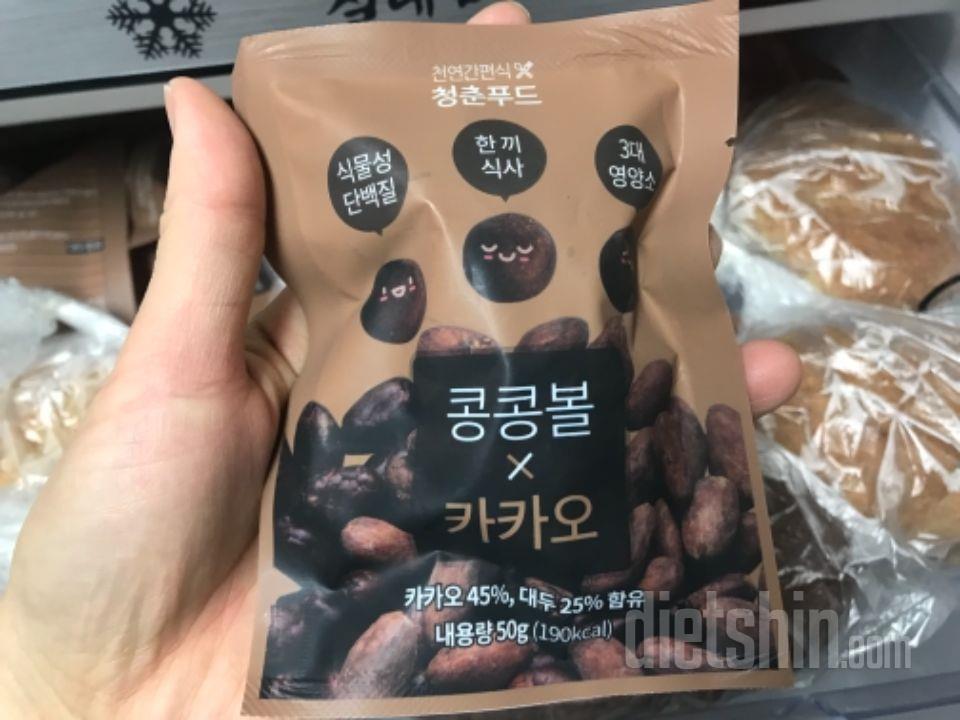 천연간편식
청춘푸드
식물성
단백질
한 끼
식사
3대
영양소
콩콩볼
×
카카오
카카오 45%, 대두 25% 함유
내용량 50g (190kcal)
dietshin.com